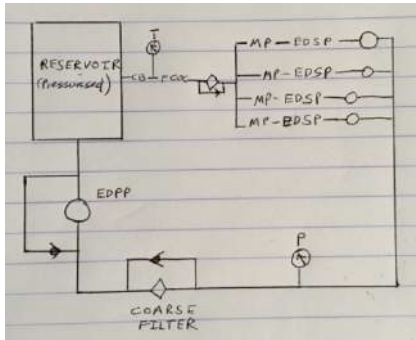 T
RESERVOIR
(Pressurised)
CB
FCOC
MP-EDSP
MP-EDSP
MP-EDSP
MP-EDSP
EDPP
P
COARSE
FILTER